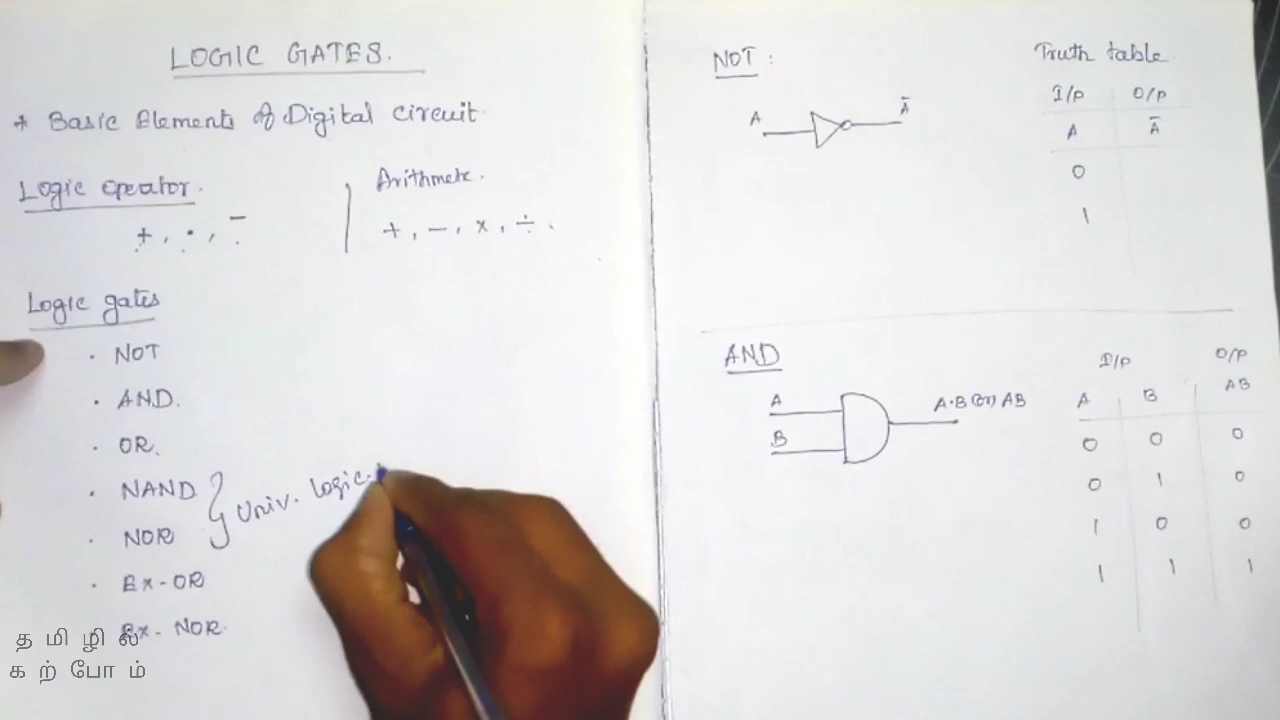 LOGIC GATES.
* Basic Elements of Digital circuit.
Logic operator.
+ , • , ‾
Arithmetic.
+ , − , × , ÷ .
Logic gates
• NOT
• AND.
• OR.
• NAND
• NOR
} Univ. logic.
• Ex-OR
Ex-NOR.
தமிழில்
கற்போம்
NOT :
A Ā
Truth table
I/P O/P
A Ā
0
1
AND
A
B
A·B (or) AB
I/P O/P
A B AB
0 0 0
0 1 0
1 0 0
1 1 1